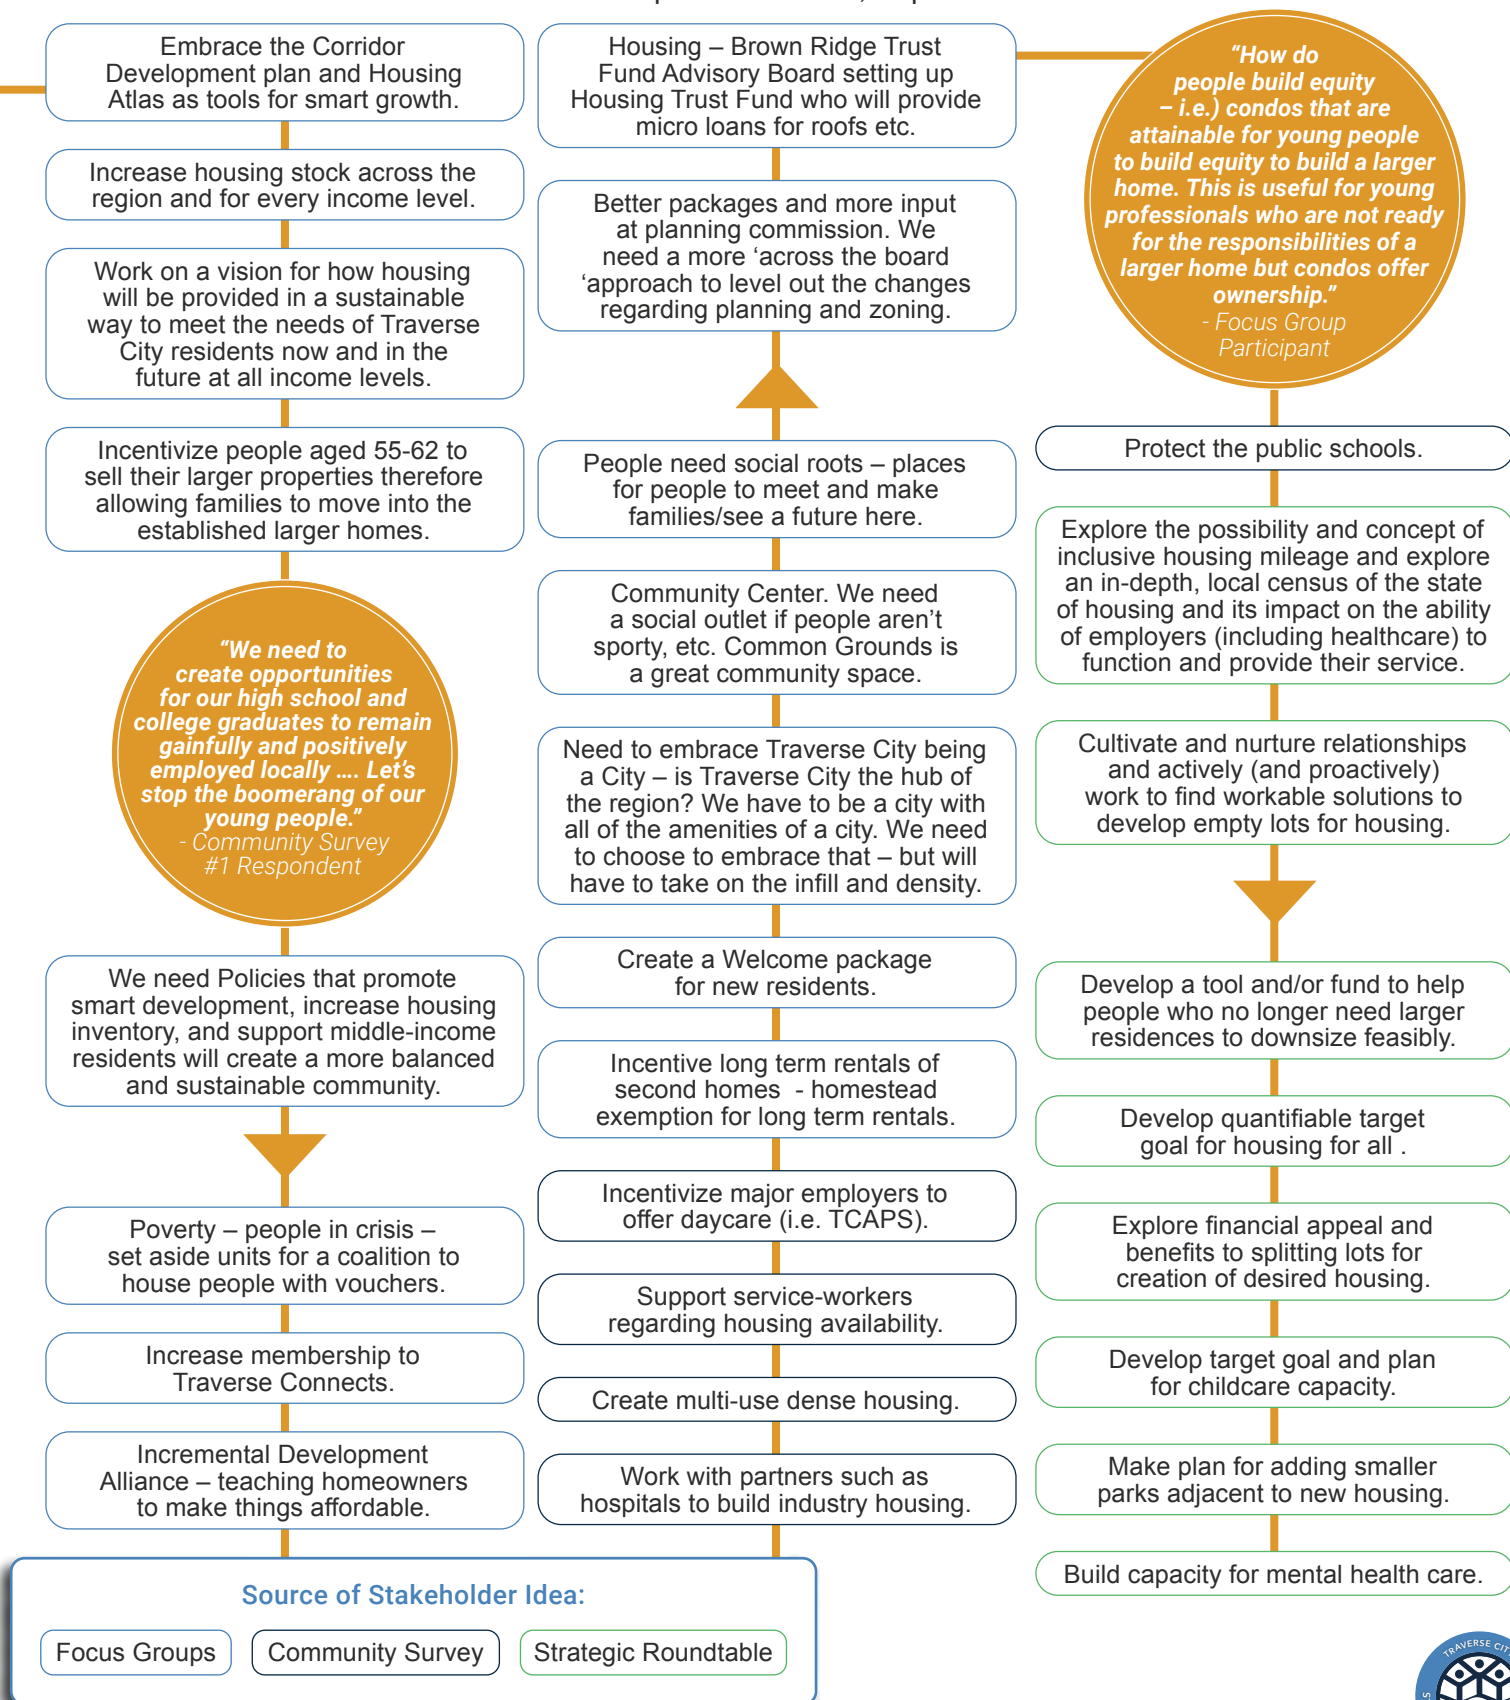 Embrace the Corridor
Development plan and Housing
Atlas as tools for smart growth.
Increase housing stock across the
region and for every income level.
Work on a vision for how housing
will be provided in a sustainable
way to meet the needs of Traverse
City residents now and in the
future at all income levels.
Incentivize people aged 55-62 to
sell their larger properties therefore
allowing families to move into the
established larger homes.
“We need to
create opportunities
for our high school and
college graduates to remain
gainfully and positively
employed locally .... Let’s
stop the boomerang of our
young people.”
- Community Survey
#1 Respondent
We need Policies that promote
smart development, increase housing
inventory, and support middle-income
residents will create a more balanced
and sustainable community.
Poverty – people in crisis –
set aside units for a coalition to
house people with vouchers.
Increase membership to
Traverse Connects.
Incremental Development
Alliance – teaching homeowners
to make things affordable.
Housing – Brown Ridge Trust
Fund Advisory Board setting up
Housing Trust Fund who will provide
micro loans for roofs etc.
Better packages and more input
at planning commission. We
need a more ‘across the board
‘approach to level out the changes
regarding planning and zoning.
People need social roots – places
for people to meet and make
families/see a future here.
Community Center. We need
a social outlet if people aren’t
sporty, etc. Common Grounds is
a great community space.
Need to embrace Traverse City being
a City – is Traverse City the hub of
the region? We have to be a city with
all of the amenities of a city. We need
to choose to embrace that – but will
have to take on the infill and density.
Create a Welcome package
for new residents.
Incentive long term rentals of
second homes - homestead
exemption for long term rentals.
Incentivize major employers to
offer daycare (i.e. TCAPS).
Support service-workers
regarding housing availability.
Create multi-use dense housing.
Work with partners such as
hospitals to build industry housing.
“How do
people build equity
– i.e.) condos that are
attainable for young people
to build equity to build a larger
home. This is useful for young
professionals who are not ready
for the responsibilities of a
larger home but condos offer
ownership.”
- Focus Group
Participant
Protect the public schools.
Explore the possibility and concept of
inclusive housing mileage and explore
an in-depth, local census of the state
of housing and its impact on the ability
of employers (including healthcare) to
function and provide their service.
Cultivate and nurture relationships
and actively (and proactively)
work to find workable solutions to
develop empty lots for housing.
Develop a tool and/or fund to help
people who no longer need larger
residences to downsize feasibly.
Develop quantifiable target
goal for housing for all .
Explore financial appeal and
benefits to splitting lots for
creation of desired housing.
Develop target goal and plan
for childcare capacity.
Make plan for adding smaller
parks adjacent to new housing.
Build capacity for mental health care.
Source of Stakeholder Idea:
Focus Groups
Community Survey
Strategic Roundtable
TRAVERSE